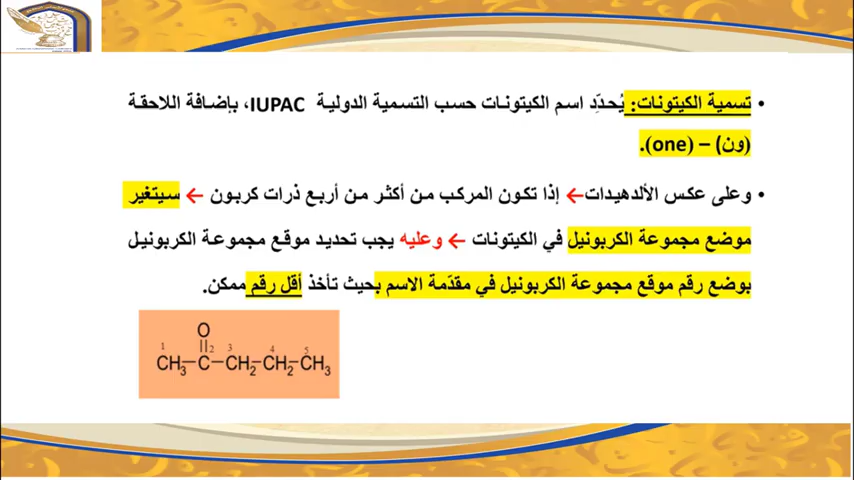 • تسمية الكيتونات: يُحدِّد اسم الكيتونات حسب التسمية الدولية IUPAC، بإضافة اللاحقة
(ون) – (one).
• وعلى عكس الألدهيدات← إذا تكون المركب من أكثر من أربع ذرات كربون ← سيتغير
موضع مجموعة الكربونيل في الكيتونات ← وعليه يجب تحديد موقع مجموعة الكربونيل
بوضع رقم موقع مجموعة الكربونيل في مقدّمة الاسم بحيث تأخذ أقل رقم ممكن.
O
1 2 3 4 5
CH3–C–CH2–CH2–CH3